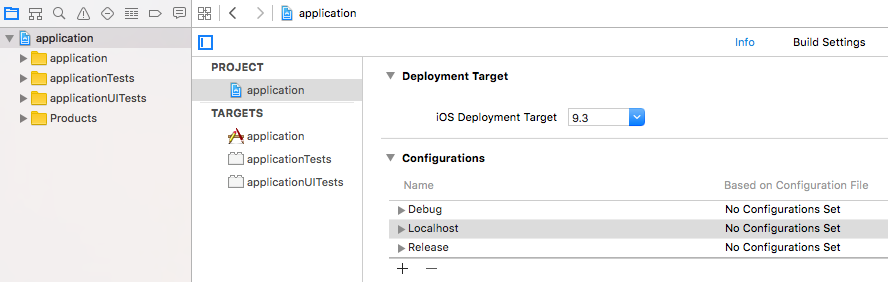 application
application
application
applicationTests
applicationUITests
Products
Info
Build Settings
PROJECT
application
TARGETS
application
applicationTests
applicationUITests
Deployment Target
iOS Deployment Target 9.3
Configurations
Name Based on Configuration File
Debug No Configurations Set
Localhost No Configurations Set
Release No Configurations Set